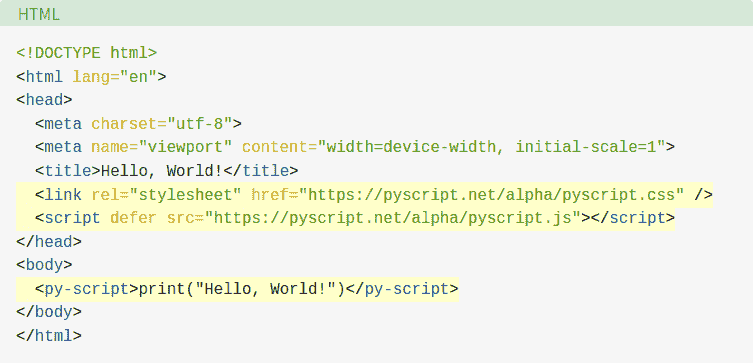 HTML
<!DOCTYPE html>
<html lang="en">
<head>
  <meta charset="utf-8">
  <meta name="viewport" content="width=device-width, initial-scale=1">
  <title>Hello, World!</title>
  <link rel="stylesheet" href="https://pyscript.net/alpha/pyscript.css" />
  <script defer src="https://pyscript.net/alpha/pyscript.js"></script>
</head>
<body>
  <py-script>print("Hello, World!")</py-script>
</body>
</html>